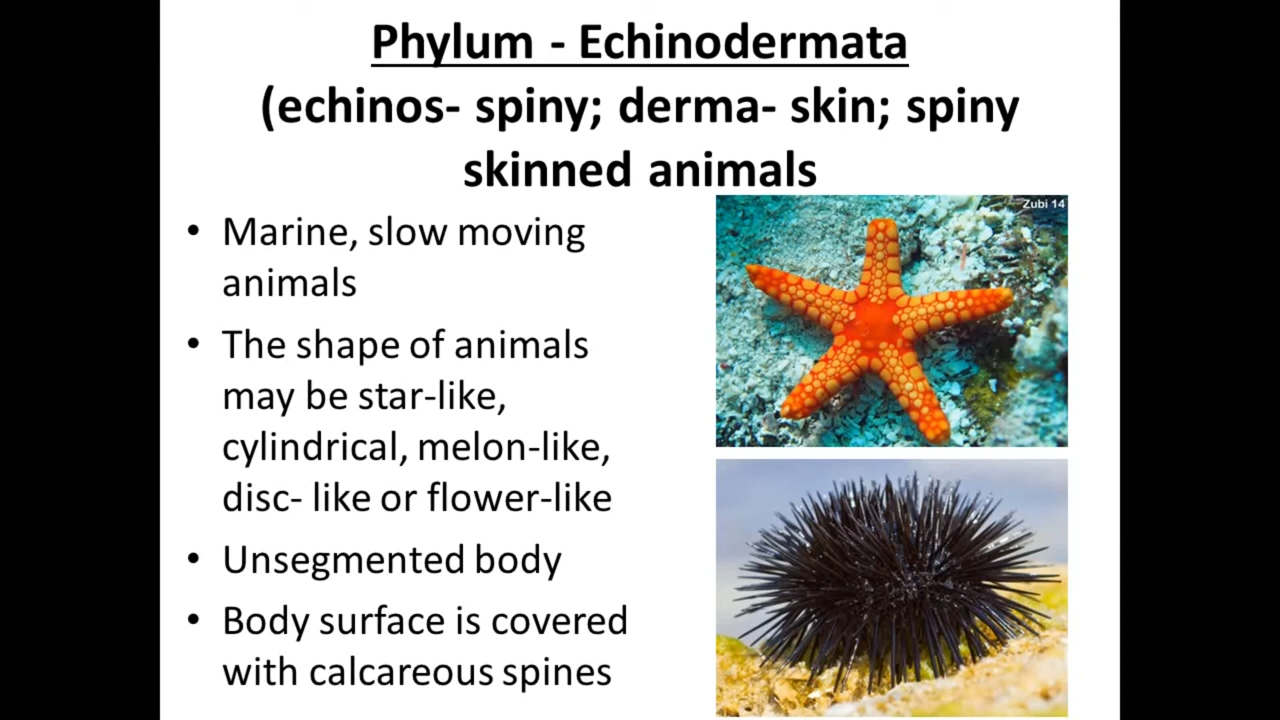 Phylum - Echinodermata
(echinos- spiny; derma- skin; spiny
skinned animals
• Marine, slow moving
animals
• The shape of animals
may be star-like,
cylindrical, melon-like,
disc- like or flower-like
• Unsegmented body
• Body surface is covered
with calcareous spines
Zubi 14